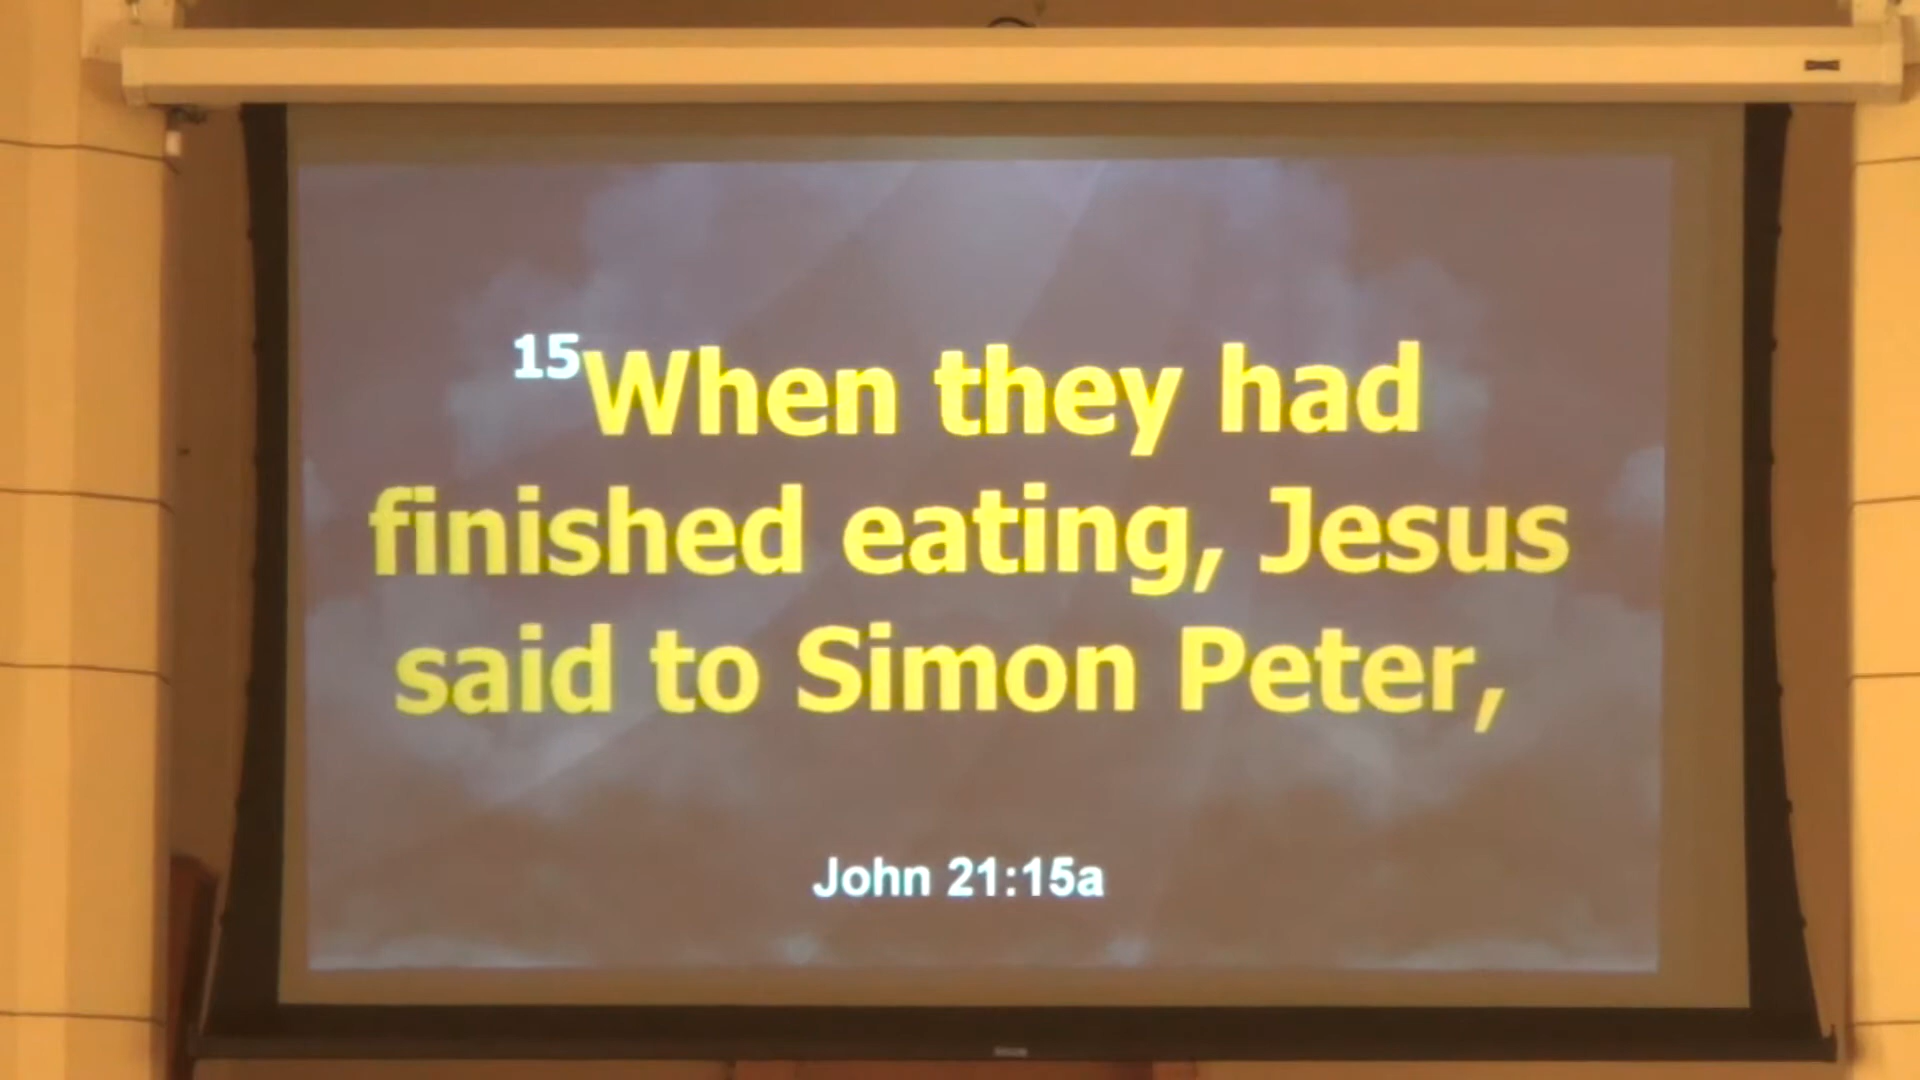 15When they had
finished eating, Jesus
said to Simon Peter,
John 21:15a